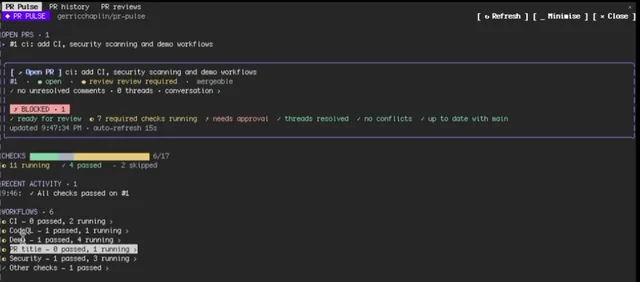 PR Pulse PR history PR reviews
◆ PR PULSE gerricchaplin/pr-pulse [ ↻ Refresh ] [ _ Minimise ] [ × Close ]
OPEN PRS · 1
▸ #1 ci: add CI, security scanning and demo workflows
[ ↗ Open PR ] ci: add CI, security scanning and demo workflows
#1 · ● open · ● review review required · mergeable
✓ no unresolved comments · 0 threads · conversation ›
✗ BLOCKED · 1
✓ ready for review ◐ 7 required checks running ✗ needs approval ✓ threads resolved ✓ no conflicts ✓ up to date with main
updated 9:47:34 PM · auto-refresh 15s
CHECKS 6/17
◐ 11 running ✓ 4 passed – 2 skipped
RECENT ACTIVITY · 1
9:46: ✓ All checks passed on #1
WORKFLOWS · 6
◐ CI – 0 passed, 2 running ›
◐ CodeQL – 1 passed, 1 running ›
◐ Demo – 1 passed, 4 running ›
◐ PR title – 0 passed, 1 running ›
◐ Security – 1 passed, 3 running ›
✓ Other checks – 1 passed ›